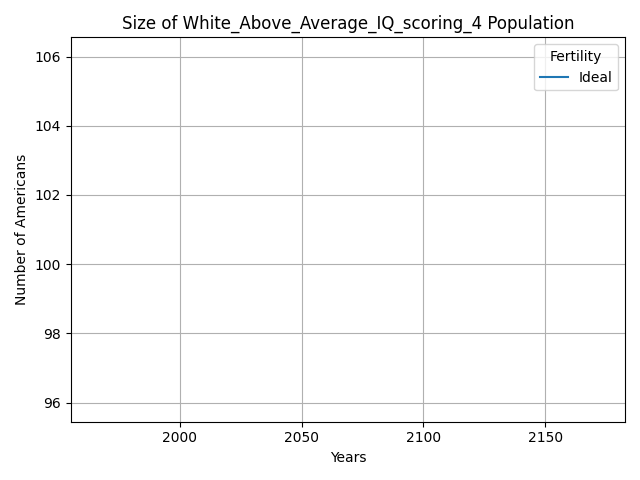 Size of White_Above_Average_IQ_scoring_4 Population
Fertility
Ideal
106
104
102
100
98
96
Number of Americans
2000 2050 2100 2150
Years